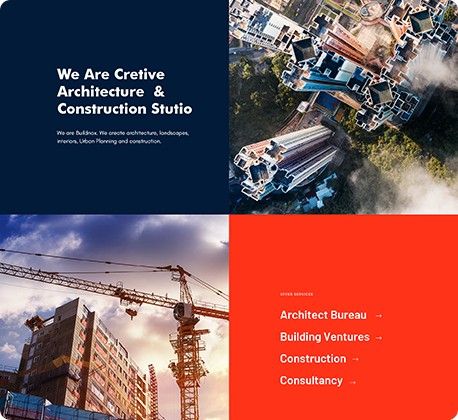 We Are Cretive
Architecture &
Construction Stutio
We are Buildnox. We create architecture, landscapes,
interiors, Urban Planning and construction.
OTHER SERVICES
Architect Bureau →
Building Ventures →
Construction →
Consultancy →